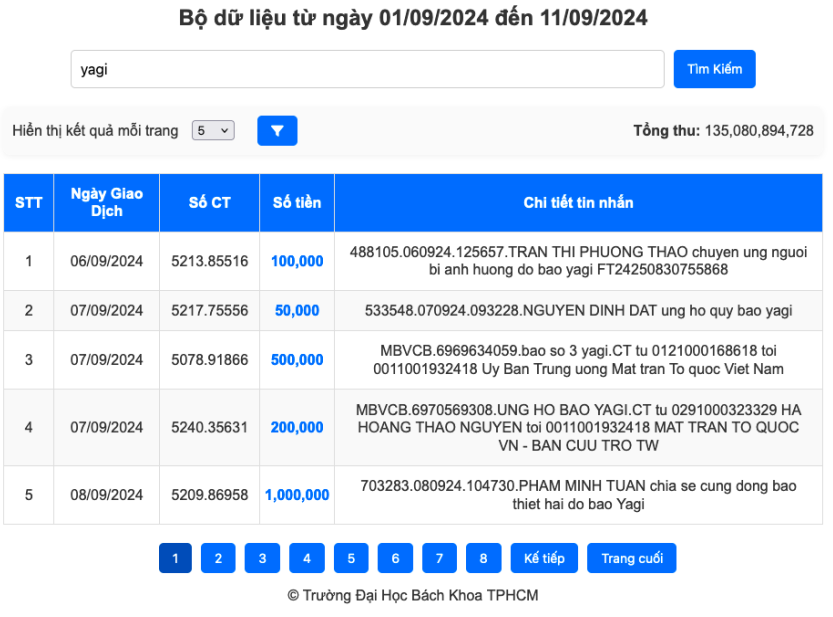 Bộ dữ liệu từ ngày 01/09/2024 đến 11/09/2024
yagi
Tìm Kiếm
Hiển thị kết quả mỗi trang 5
Tổng thu: 135,080,894,728
STT Ngày Giao Dịch Số CT Số tiền Chi tiết tin nhắn
1 06/09/2024 5213.85516 100,000 488105.060924.125657.TRAN THI PHUONG THAO chuyen ung nguoi
bi anh huong do bao yagi FT24250830755868
2 07/09/2024 5217.75556 50,000 533548.070924.093228.NGUYEN DINH DAT ung ho quy bao yagi
3 07/09/2024 5078.91866 500,000 MBVCB.6969634059.bao so 3 yagi.CT tu 0121000168618 toi
0011001932418 Uy Ban Trung uong Mat tran To quoc Viet Nam
4 07/09/2024 5240.35631 200,000 MBVCB.6970569308.UNG HO BAO YAGI.CT tu 0291000323329 HA
HOANG THAO NGUYEN toi 0011001932418 MAT TRAN TO QUOC
VN - BAN CUU TRO TW
5 08/09/2024 5209.86958 1,000,000 703283.080924.104730.PHAM MINH TUAN chia se cung dong bao
thiet hai do bao Yagi
1 2 3 4 5 6 7 8 Kế tiếp Trang cuối
© Trường Đại Học Bách Khoa TPHCM